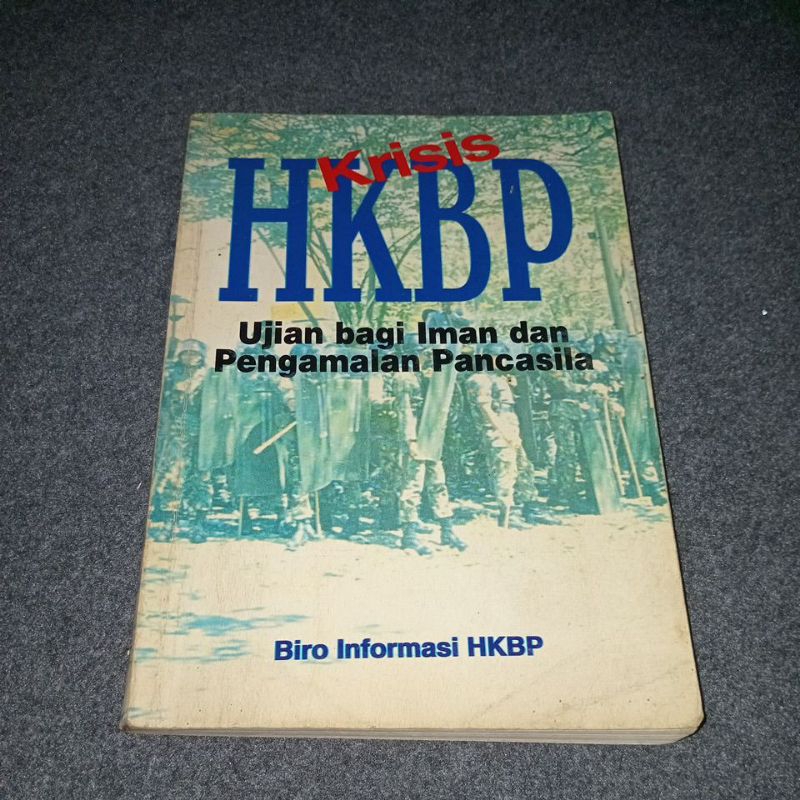 Krisis
HKBP
Ujian bagi Iman dan
Pengamalan Pancasila
Biro Informasi HKBP